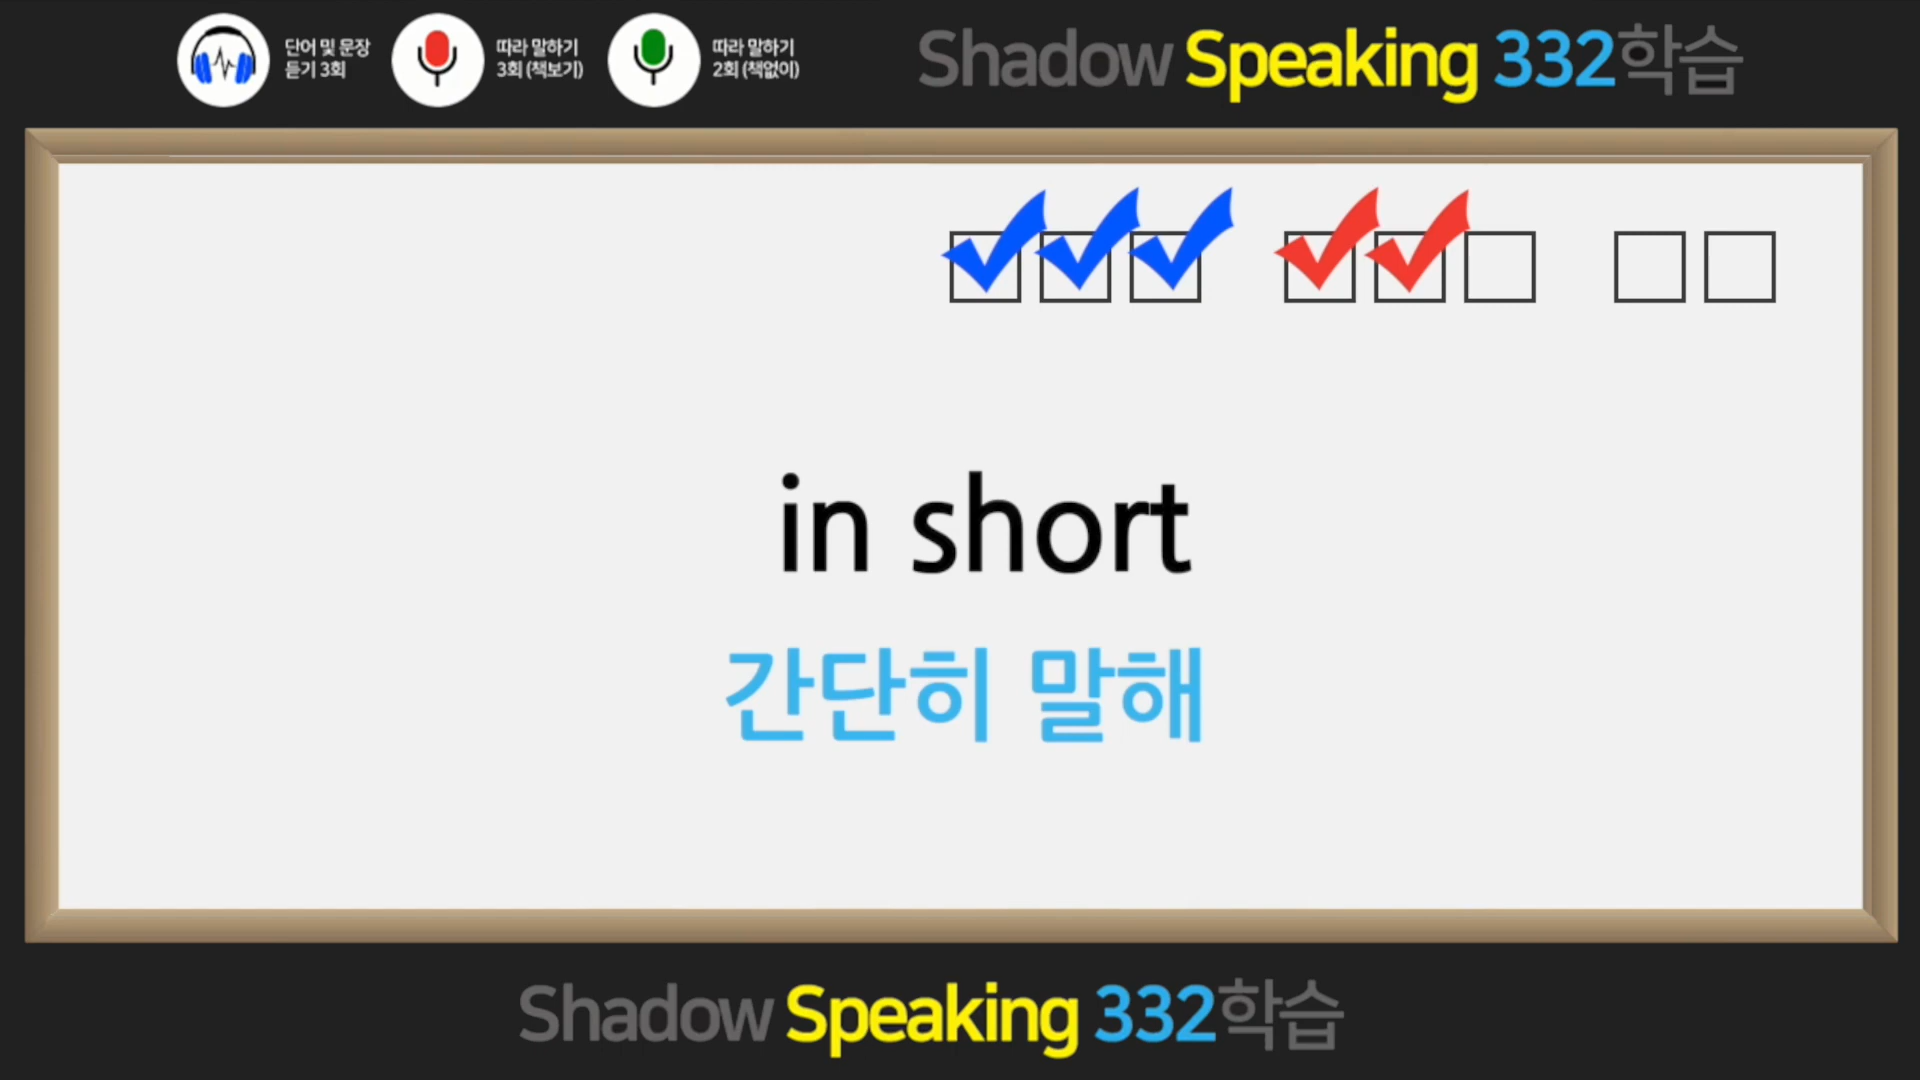 단어 및 문장
듣기 3회
따라 말하기
3회 (책보기)
따라 말하기
2회 (책없이)
Shadow Speaking 332학습
in short
간단히 말해
Shadow Speaking 332학습